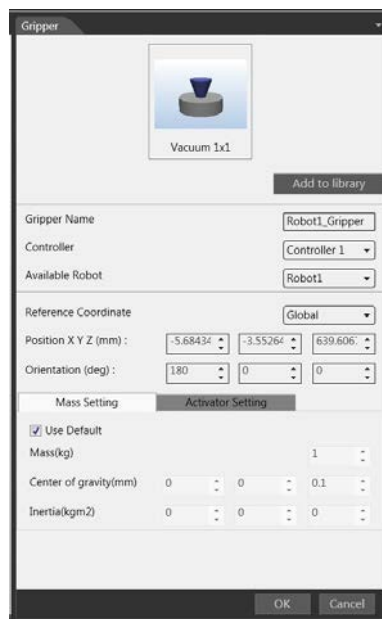 Gripper
Vacuum 1x1
Add to library
Gripper Name Robot1_Gripper
Controller Controller 1
Available Robot Robot1
Reference Coordinate Global
Position X Y Z (mm) : -5.68434 -3.55264 639.606
Orientation (deg) : 180 0 0
Mass Setting Activator Setting
Use Default
Mass(kg) 1
Center of gravity(mm) 0 0 0.1
Inertia(kgm2) 0 0 0
OK Cancel